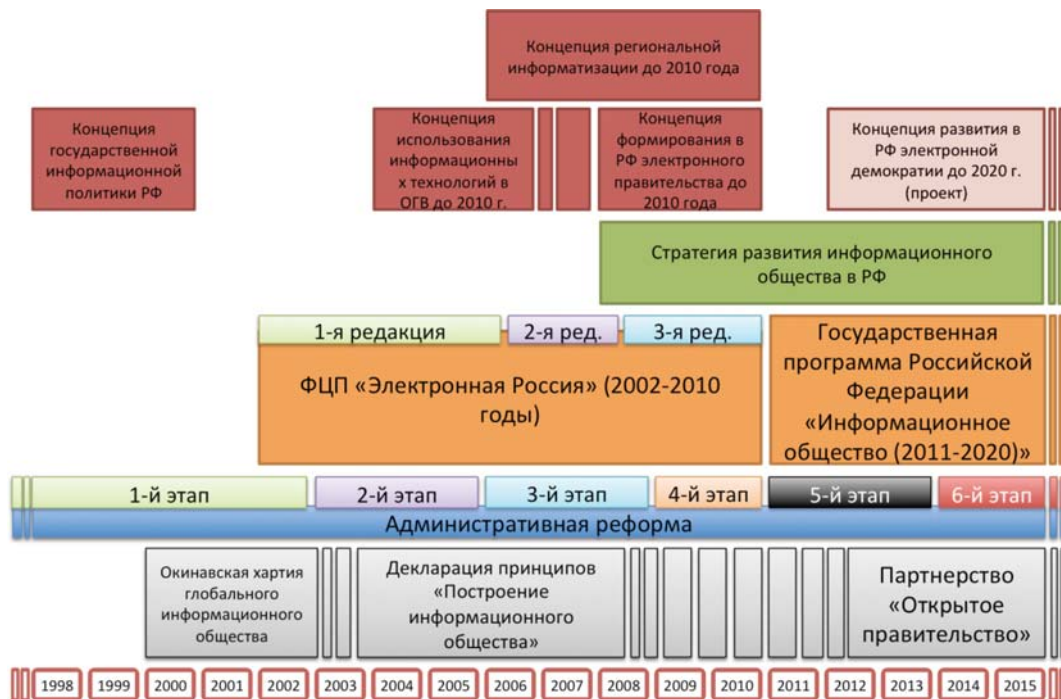 Концепция региональной
информатизации до 2010 года
Концепция
государственной
информационной
политики РФ
Концепция
использования
информационны
х технологий в
ОГВ до 2010 г.
Концепция
формирования в
РФ электронного
правительства до
2010 года
Концепция развития в
РФ электронной
демократии до 2020 г.
(проект)
Стратегия развития информационного
общества в РФ
1-я редакция
2-я ред.
3-я ред.
ФЦП «Электронная Россия» (2002-2010
годы)
Государственная
программа Российской
Федерации
«Информационное
общество (2011-2020)»
1-й этап
2-й этап
3-й этап
4-й этап
5-й этап
6-й этап
Административная реформа
Окинавская хартия
глобального
информационного
общества
Декларация принципов
«Построение
информационного
общества»
Партнерство
«Открытое
правительство»
1998 1999 2000 2001 2002 2003 2004 2005 2006 2007 2008 2009 2010 2011 2012 2013 2014 2015